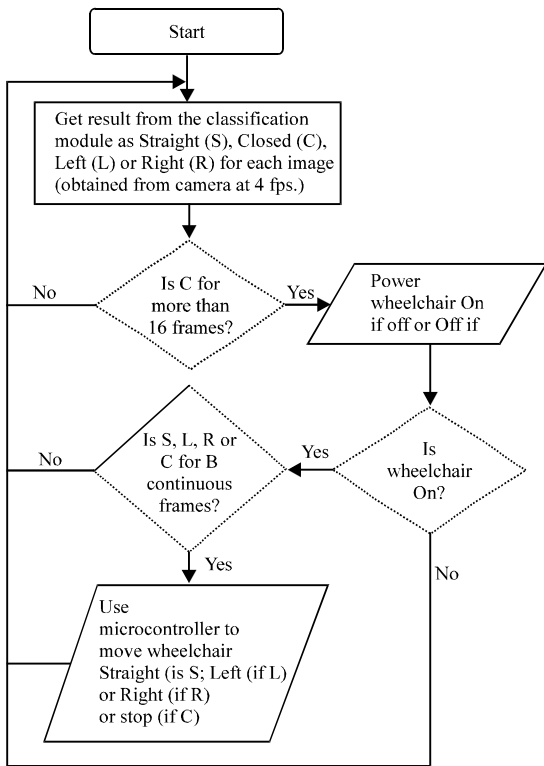 Start
Get result from the classification
module as Straight (S), Closed (C),
Left (L) or Right (R) for each image
(obtained from camera at 4 fps.)
No
Is C for
more than
16 frames?
Yes
Power
wheelchair On
if off or Off if
Is
wheelchair
On?
Yes
Is S, L, R or
C for B
continuous
frames?
No
Yes
No
Use
microcontroller to
move wheelchair
Straight (is S; Left (if L)
or Right (if R)
or stop (if C)